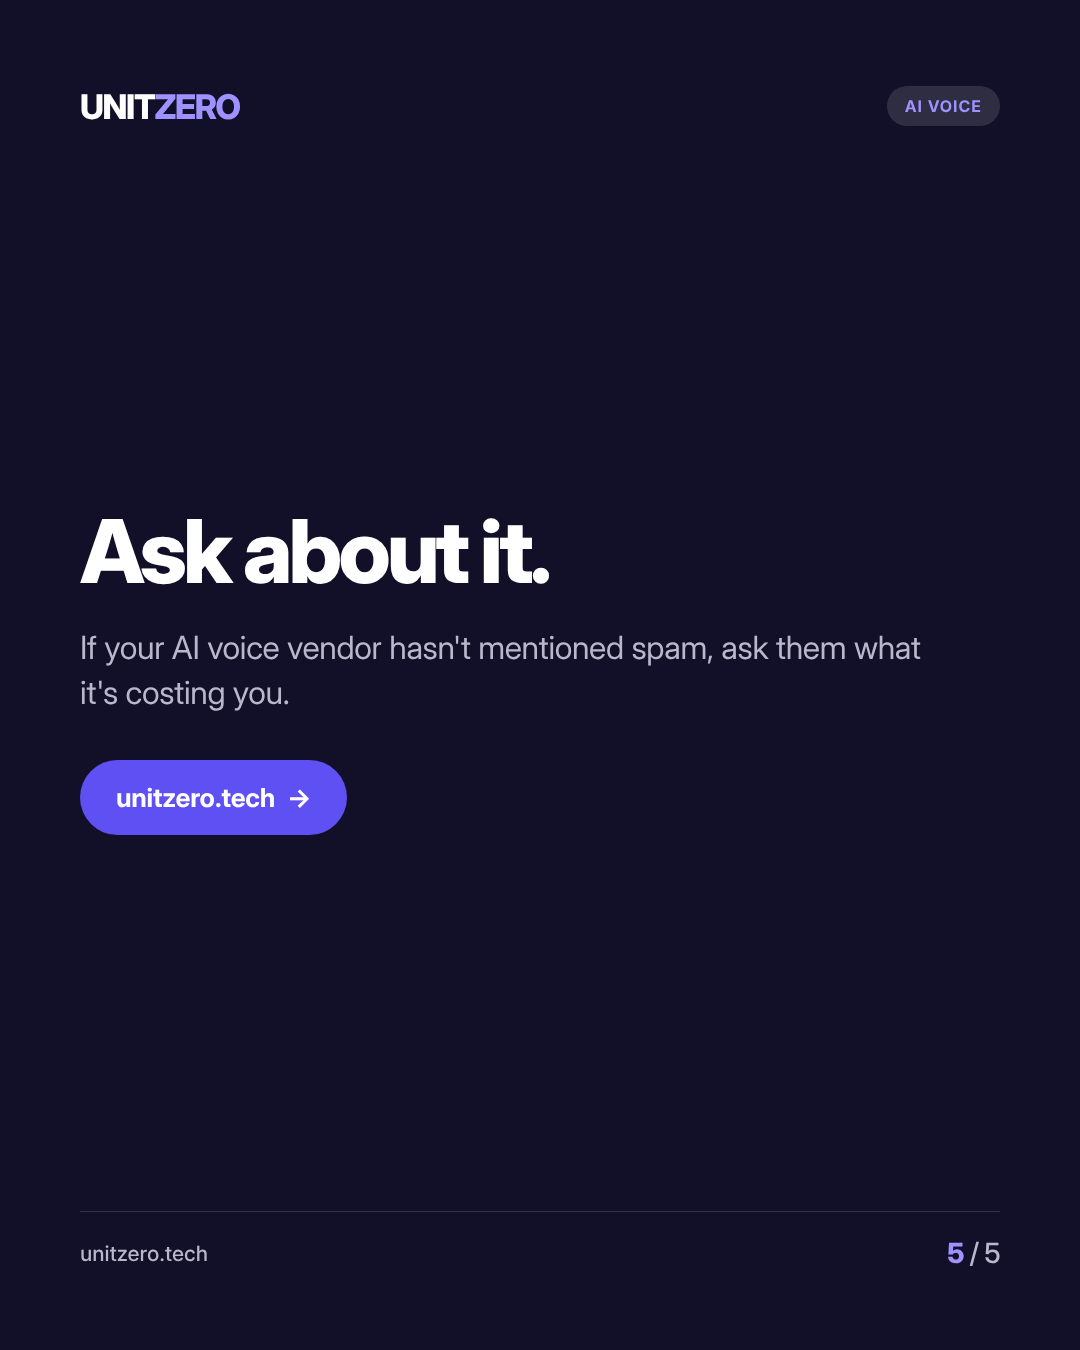 UNITZERO
AI VOICE
Ask about it.
If your AI voice vendor hasn't mentioned spam, ask them what
it's costing you.
unitzero.tech →
unitzero.tech
5 / 5